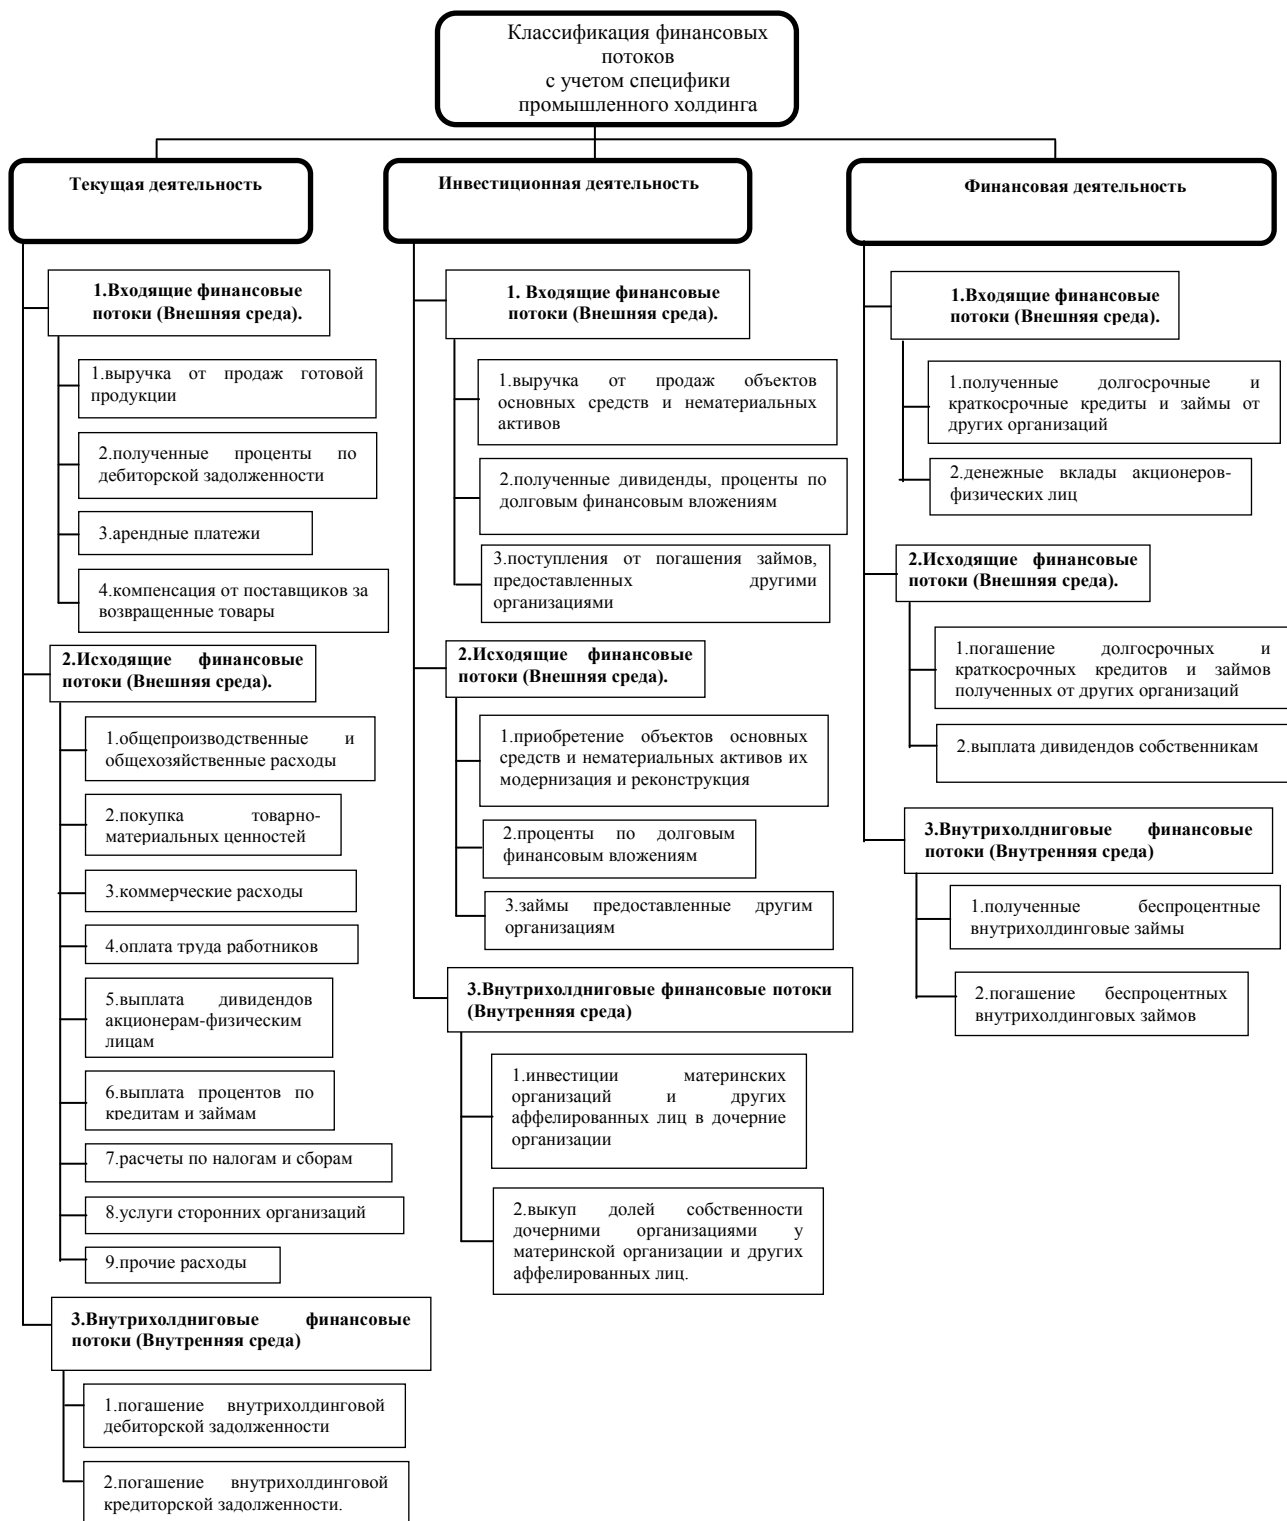 Классификация финансовых
потоков
с учетом специфики
промышленного холдинга
Текущая деятельность
1.Входящие финансовые
потоки (Внешняя среда).
1.выручка от продаж готовой
продукции
2.полученные проценты по
дебиторской задолженности
3.арендные платежи
4.компенсация от поставщиков за
возвращенные товары
2.Исходящие финансовые
потоки (Внешняя среда).
1.общепроизводственные и
общехозяйственные расходы
2.покупка товарно-
материальных ценностей
3.коммерческие расходы
4.оплата труда работников
5.выплата дивидендов
акционерам-физическим
лицам
6.выплата процентов по
кредитам и займам
7.расчеты по налогам и сборам
8.услуги сторонних организаций
9.прочие расходы
3.Внутрихолдниговые финансовые
потоки (Внутренняя среда)
1.погашение внутрихолдинговой
дебиторской задолженности
2.погашение внутрихолдинговой
кредиторской задолженности.
Инвестиционная деятельность
1. Входящие финансовые
потоки (Внешняя среда).
1.выручка от продаж объектов
основных средств и нематериальных
активов
2.полученные дивиденды, проценты по
долговым финансовым вложениям
3.поступления от погашения займов,
предоставленных другими
организациями
2.Исходящие финансовые
потоки (Внешняя среда).
1.приобретение объектов основных
средств и нематериальных активов их
модернизация и реконструкция
2.проценты по долговым
финансовым вложениям
3.займы предоставленные другим
организациям
3.Внутрихолдниговые финансовые потоки
(Внутренняя среда)
1.инвестиции материнских
организаций и других
аффелированных лиц в дочерние
организации
2.выкуп долей собственности
дочерними организациями у
материнской организации и других
аффелированных лиц.
Финансовая деятельность
1.Входящие финансовые
потоки (Внешняя среда).
1.полученные долгосрочные и
краткосрочные кредиты и займы от
других организаций
2.денежные вклады акционеров-
физических лиц
2.Исходящие финансовые
потоки (Внешняя среда).
1.погашение долгосрочных и
краткосрочных кредитов и займов
полученных от других организаций
2.выплата дивидендов собственникам
3.Внутрихолдниговые финансовые
потоки (Внутренняя среда)
1.полученные беспроцентные
внутрихолдинговые займы
2.погашение беспроцентных
внутрихолдинговых займов